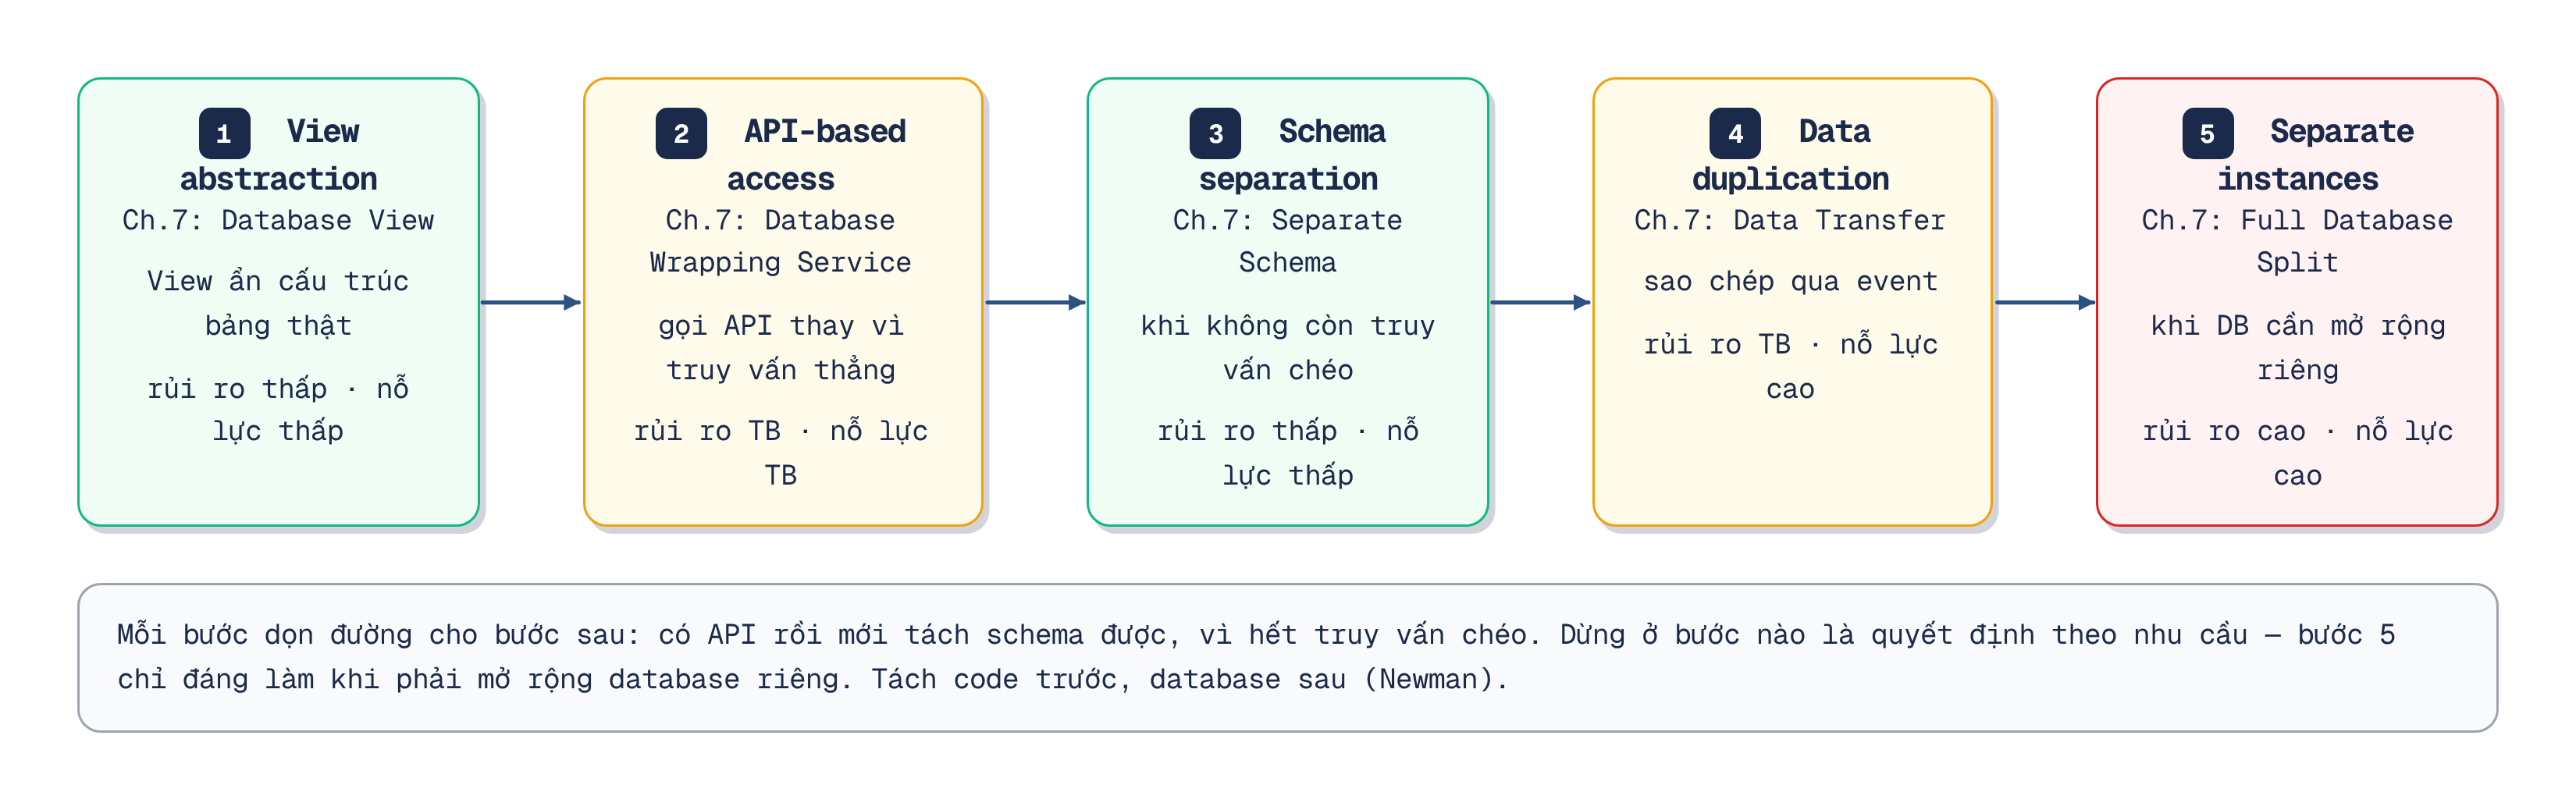 1 View
abstraction
Ch.7: Database View
View ẩn cấu trúc
bảng thật
rủi ro thấp · nỗ
lực thấp
2 API-based
access
Ch.7: Database
Wrapping Service
gọi API thay vì
truy vấn thẳng
rủi ro TB · nỗ lực
TB
3 Schema
separation
Ch.7: Separate
Schema
khi không còn truy
vấn chéo
rủi ro thấp · nỗ
lực thấp
4 Data
duplication
Ch.7: Data Transfer
sao chép qua event
rủi ro TB · nỗ lực
cao
5 Separate
instances
Ch.7: Full Database
Split
khi DB cần mở rộng
riêng
rủi ro cao · nỗ lực
cao
Mỗi bước dọn đường cho bước sau: có API rồi mới tách schema được, vì hết truy vấn chéo. Dừng ở bước nào là quyết định theo nhu cầu — bước 5
chỉ đáng làm khi phải mở rộng database riêng. Tách code trước, database sau (Newman).